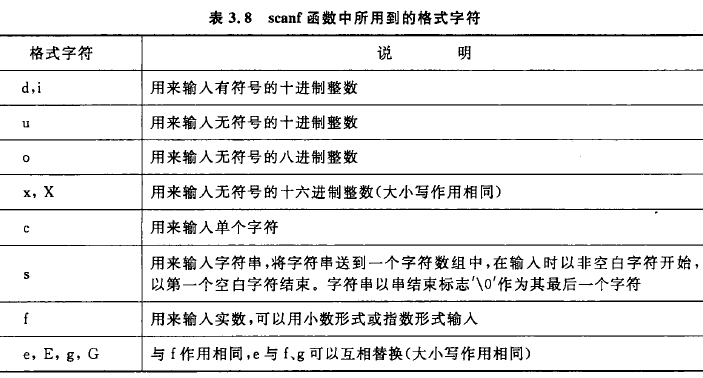 表 3.8 scanf 函数中所用到的格式字符
格式字符 说 明
d,i 用来输入有符号的十进制整数
u 用来输入无符号的十进制整数
o 用来输入无符号的八进制整数
x, X 用来输入无符号的十六进制整数(大小写作用相同)
c 用来输入单个字符
s 用来输入字符串,将字符串送到一个字符数组中,在输入时以非空白字符开始,
以第一个空白字符结束。字符串以串结束标志'\0'作为其最后一个字符
f 用来输入实数,可以用小数形式或指数形式输入
e, E, g, G 与 f 作用相同,e 与 f、g 可以互相替换(大小写作用相同)